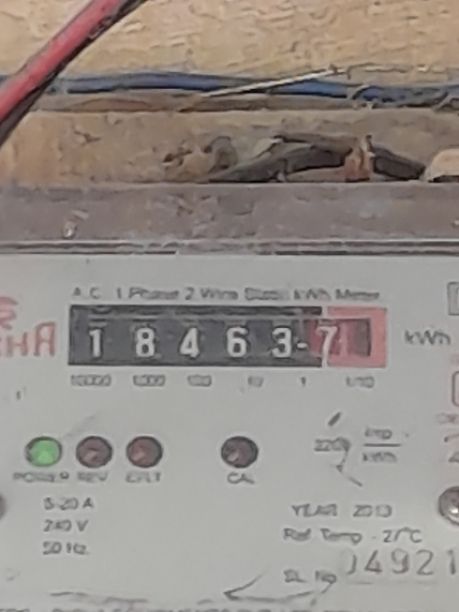 A.C. 1 Phase 2 Wire Static kWh Meter
1 8 4 6 3 - 7
kWh
10000 1000 100 10 1 1/10
3200 imp
kWh
POWER REV E/FLT CAL
5-20 A
240 V
50 Hz.
YEAR 2013
Ref Temp - 27°C
SL No